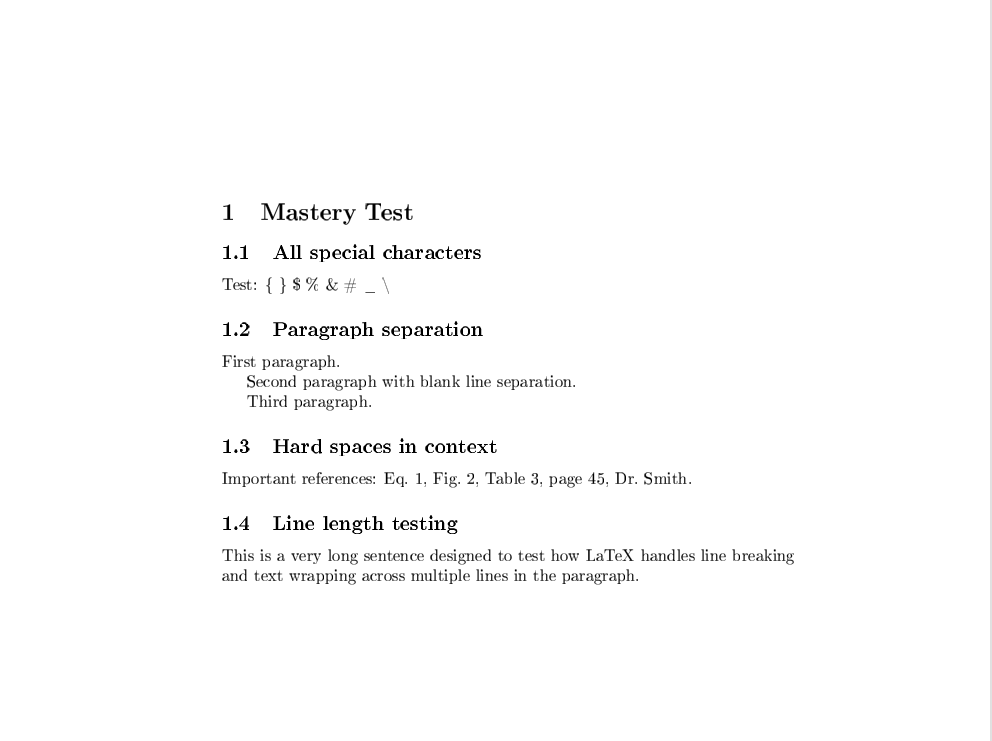 1 Mastery Test
1.1 All special characters
Test: { } $ % & # _ \
1.2 Paragraph separation
First paragraph.
Second paragraph with blank line separation.
Third paragraph.
1.3 Hard spaces in context
Important references: Eq. 1, Fig. 2, Table 3, page 45, Dr. Smith.
1.4 Line length testing
This is a very long sentence designed to test how LaTeX handles line breaking
and text wrapping across multiple lines in the paragraph.